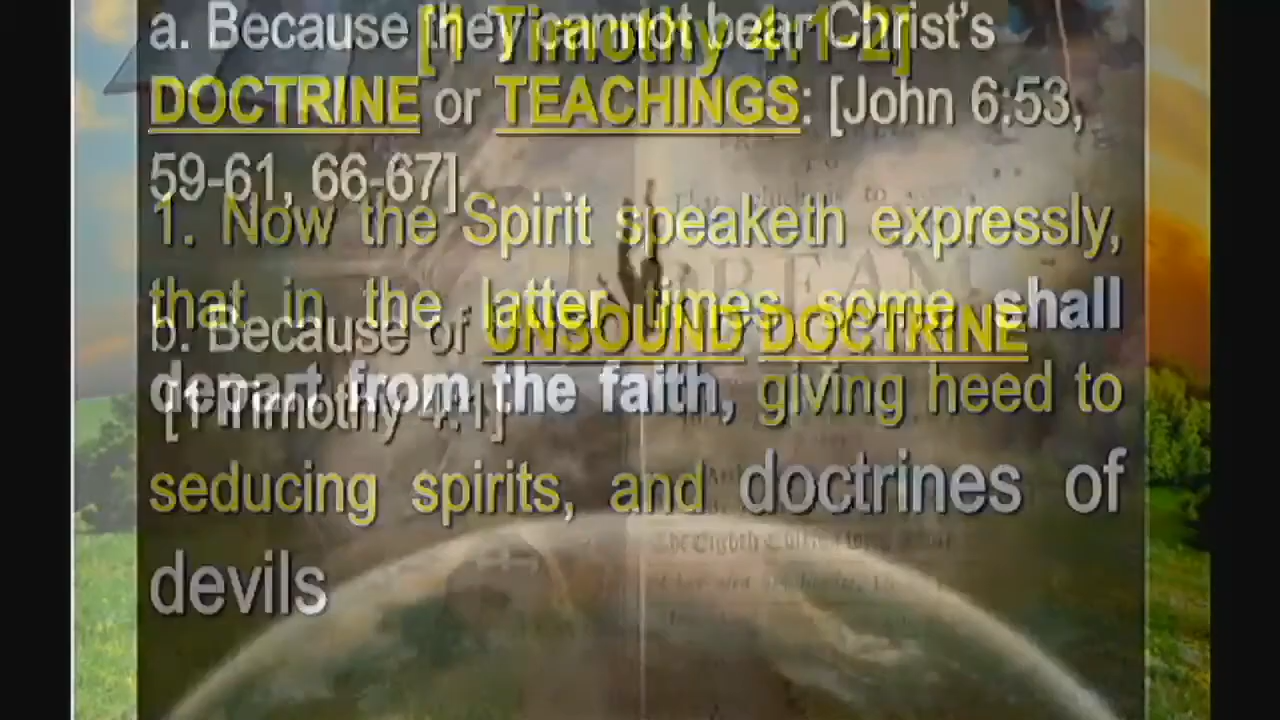 a. Because they cannot bear Christ's
[1 Timothy 4:1-2]
DOCTRINE or TEACHINGS: [John 6:53,
59-61, 66-67]
1. Now the Spirit speaketh expressly,
that in the latter times some shall
b. Because of UNSOUND DOCTRINE
depart from the faith, giving heed to
[1 Timothy 4:1]
seducing spirits, and doctrines of
devils